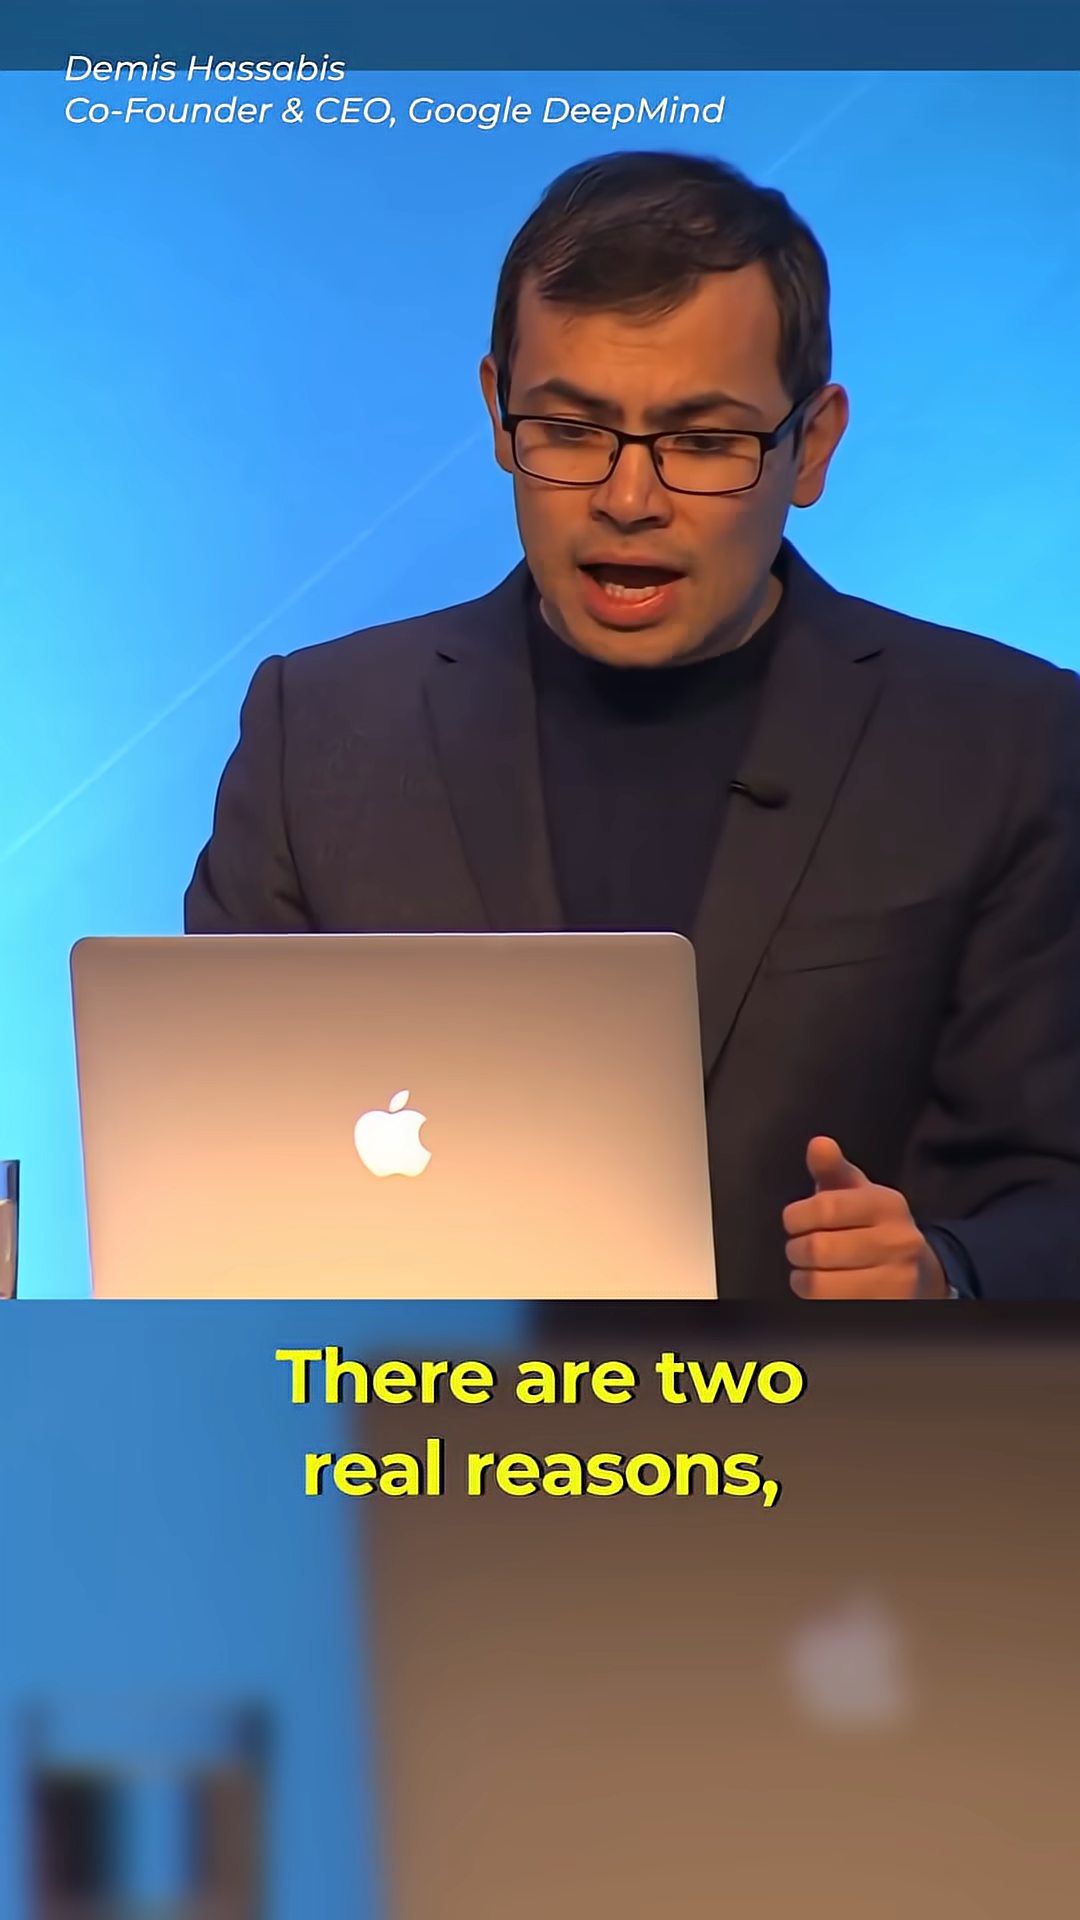 Demis Hassabis
Co-Founder & CEO, Google DeepMind
There are two
real reasons,